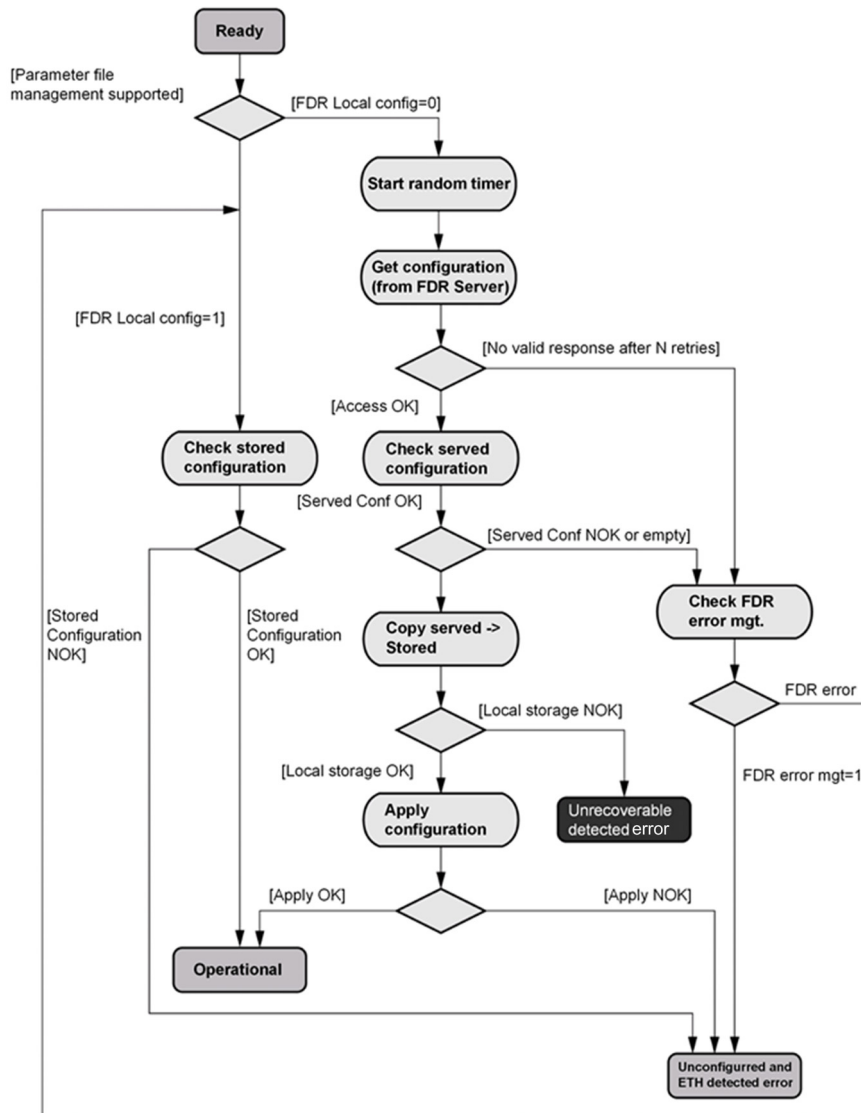 Ready
[Parameter file
management supported]
[FDR Local config=0]
Start random timer
Get configuration
(from FDR Server)
[FDR Local config=1]
[No valid response after N retries]
[Access OK]
Check stored
configuration
Check served
configuration
[Served Conf OK]
[Served Conf NOK or empty]
[Stored
Configuration
NOK]
[Stored
Configuration
OK]
Copy served ->
Stored
Check FDR
error mgt.
FDR error
[Local storage NOK]
[Local storage OK]
FDR error mgt=1
Apply
configuration
Unrecoverable
detected error
[Apply OK]
[Apply NOK]
Operational
Unconfigurred and
ETH detected error